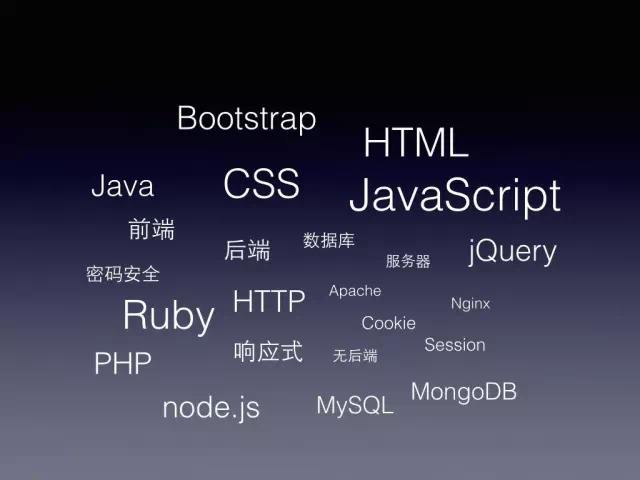 Bootstrap
HTML
Java
CSS
JavaScript
前端
后端
数据库
服务器
jQuery
密码安全
Ruby
HTTP
Apache
Nginx
Cookie
PHP
响应式
无后端
Session
node.js
MySQL
MongoDB